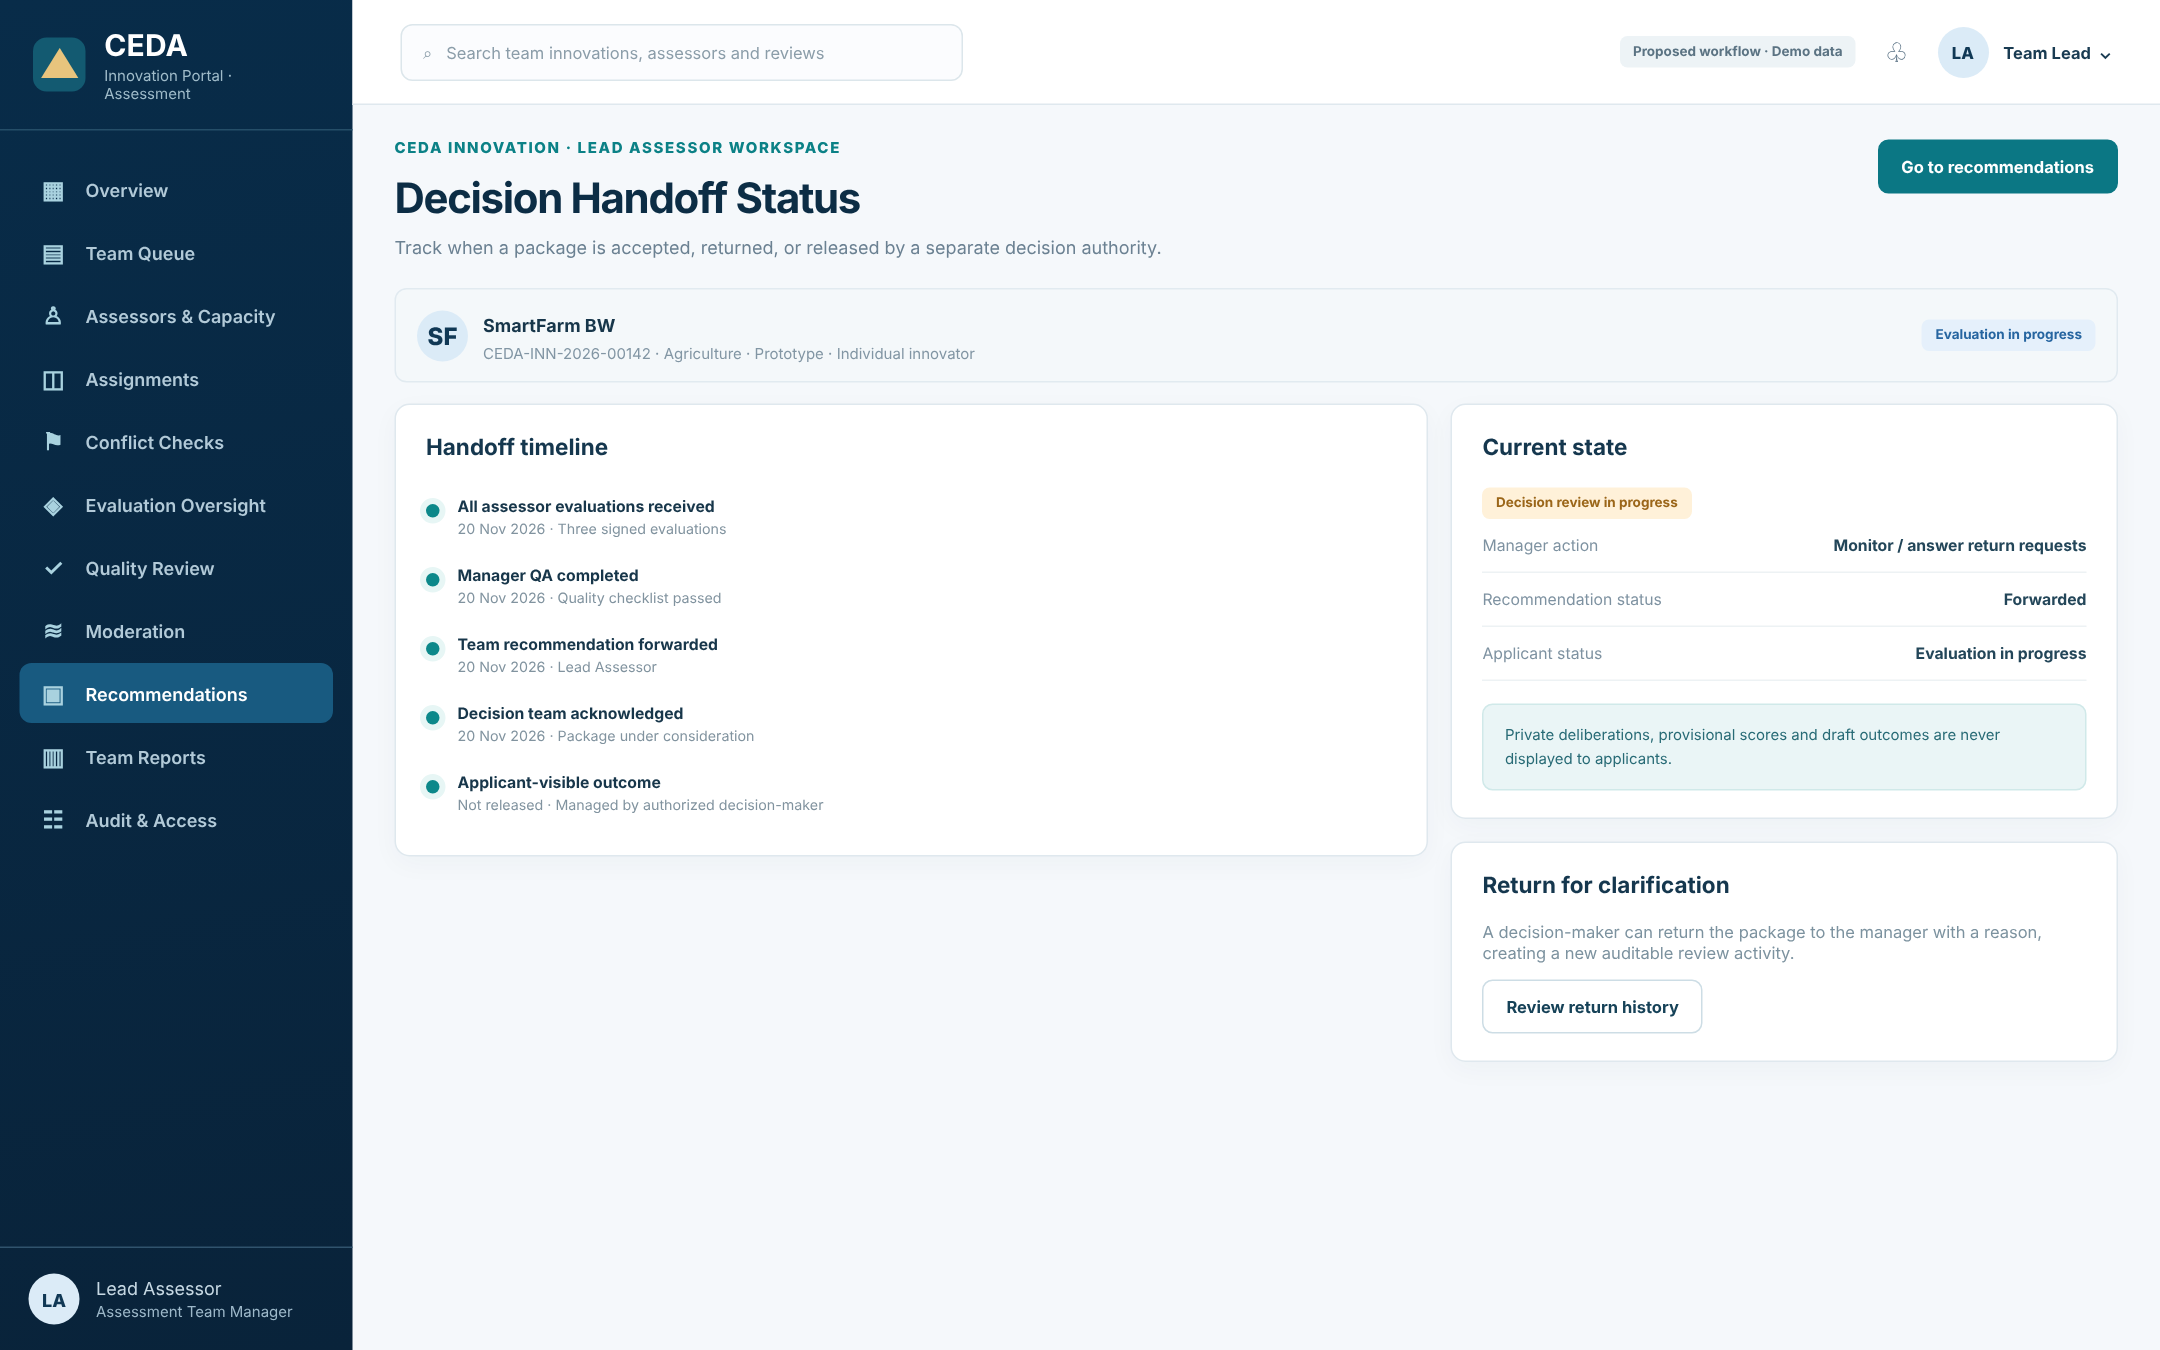 CEDA
Innovation Portal ·
Assessment
Overview
Team Queue
Assessors & Capacity
Assignments
Conflict Checks
Evaluation Oversight
Quality Review
Moderation
Recommendations
Team Reports
Audit & Access
LA
Lead Assessor
Assessment Team Manager
Search team innovations, assessors and reviews
Proposed workflow · Demo data
LA
Team Lead
CEDA INNOVATION · LEAD ASSESSOR WORKSPACE
Decision Handoff Status
Track when a package is accepted, returned, or released by a separate decision authority.
Go to recommendations
SF
SmartFarm BW
CEDA-INN-2026-00142 · Agriculture · Prototype · Individual innovator
Evaluation in progress
Handoff timeline
All assessor evaluations received
20 Nov 2026 · Three signed evaluations
Manager QA completed
20 Nov 2026 · Quality checklist passed
Team recommendation forwarded
20 Nov 2026 · Lead Assessor
Decision team acknowledged
20 Nov 2026 · Package under consideration
Applicant-visible outcome
Not released · Managed by authorized decision-maker
Current state
Decision review in progress
Manager action Monitor / answer return requests
Recommendation status Forwarded
Applicant status Evaluation in progress
Private deliberations, provisional scores and draft outcomes are never
displayed to applicants.
Return for clarification
A decision-maker can return the package to the manager with a reason,
creating a new auditable review activity.
Review return history